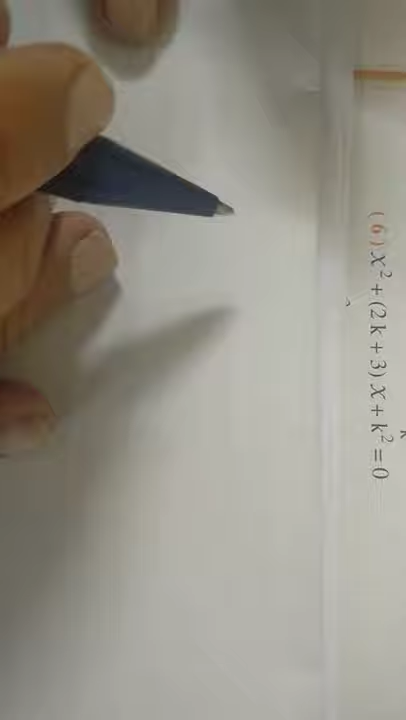 (6) x² + (2k + 3) x + k² = 0